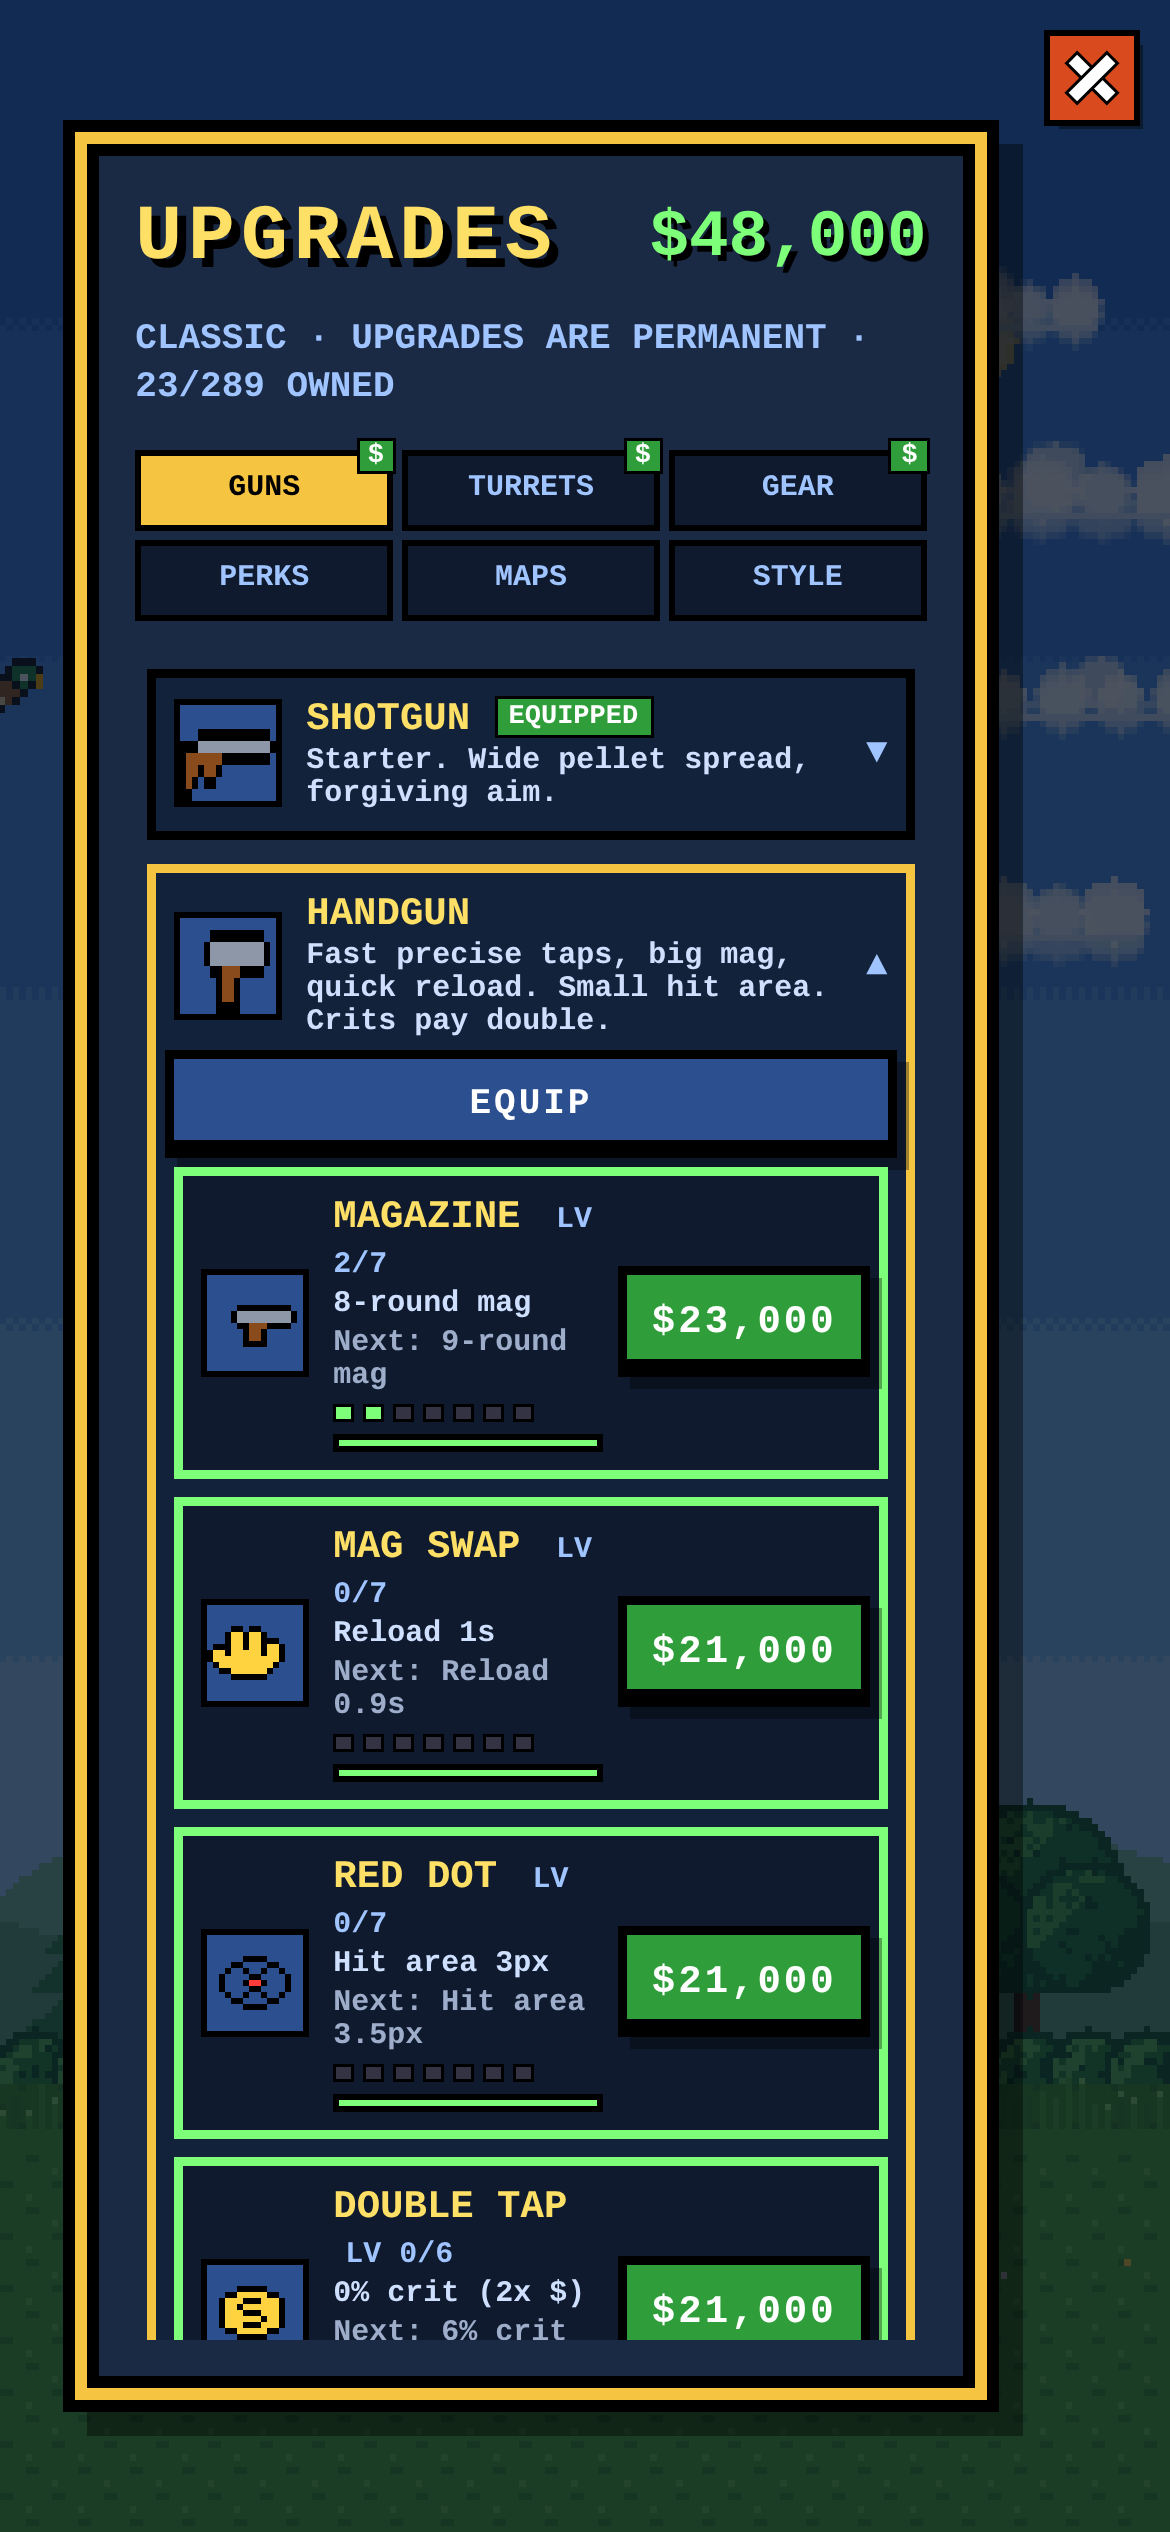 UPGRADES $48,000
CLASSIC · UPGRADES ARE PERMANENT ·
23/289 OWNED
$ $ $
GUNS TURRETS GEAR
PERKS MAPS STYLE
SHOTGUN EQUIPPED
Starter. Wide pellet spread,
forgiving aim.
▼
HANDGUN
Fast precise taps, big mag,
quick reload. Small hit area.
Crits pay double.
▲
EQUIP
MAGAZINE LV
2/7
8-round mag
Next: 9-round
mag
$23,000
MAG SWAP LV
0/7
Reload 1s
Next: Reload
0.9s
$21,000
RED DOT LV
0/7
Hit area 3px
Next: Hit area
3.5px
$21,000
DOUBLE TAP
LV 0/6
0% crit (2x $)
Next: 6% crit
$21,000